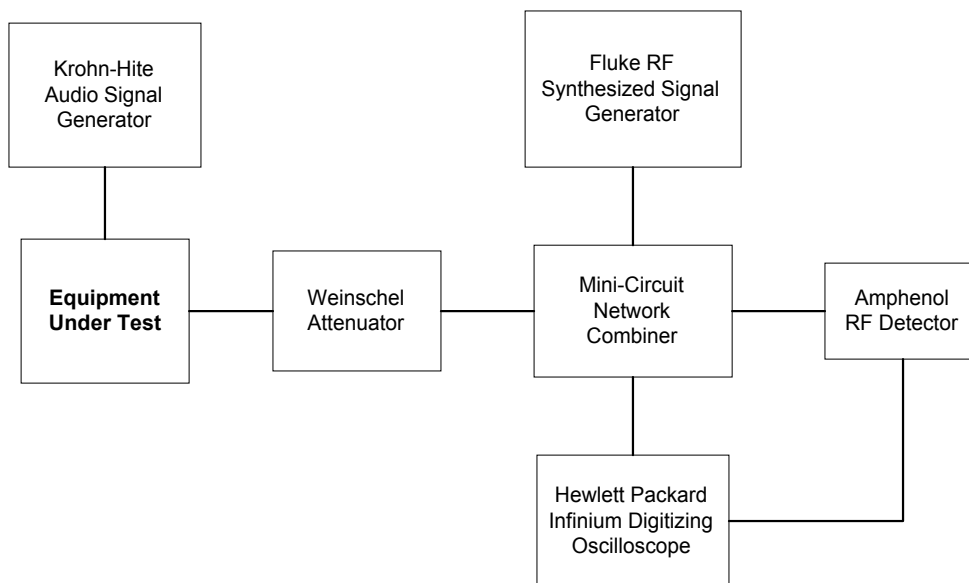 Krohn-Hite
Audio Signal
Generator
Fluke RF
Synthesized Signal
Generator
Equipment
Under Test
Weinschel
Attenuator
Mini-Circuit
Network
Combiner
Amphenol
RF Detector
Hewlett Packard
Infinium Digitizing
Oscilloscope